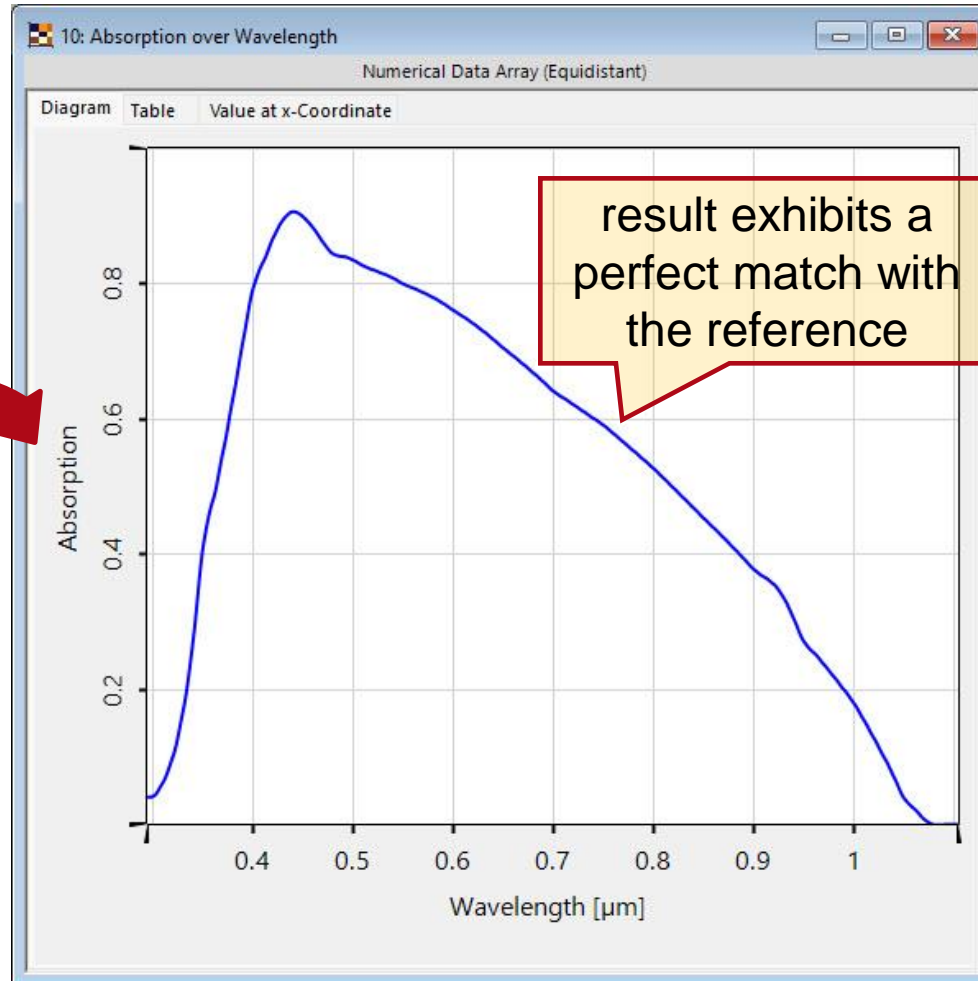 10: Absorption over Wavelength
Numerical Data Array (Equidistant)
Diagram Table Value at x-Coordinate
result exhibits a
perfect match with
the reference
Absorption
0.8
0.6
0.4
0.2
0.4 0.5 0.6 0.7 0.8 0.9 1
Wavelength [µm]